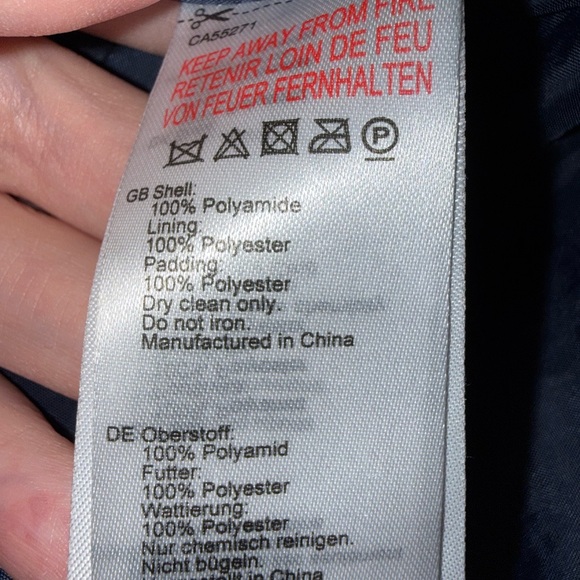 CA55271
KEEP AWAY FROM FIRE
RETENIR LOIN DE FEU
VON FEUER FERNHALTEN
P
GB Shell:
100% Polyamide
Lining:
100% Polyester
Padding:
100% Polyester
Dry clean only.
Do not iron.
Manufactured in China
DE Oberstoff:
100% Polyamid
Futter:
100% Polyester
Wattierung:
100% Polyester
Nur chemisch reinigen.
Nicht bügeln.
in China